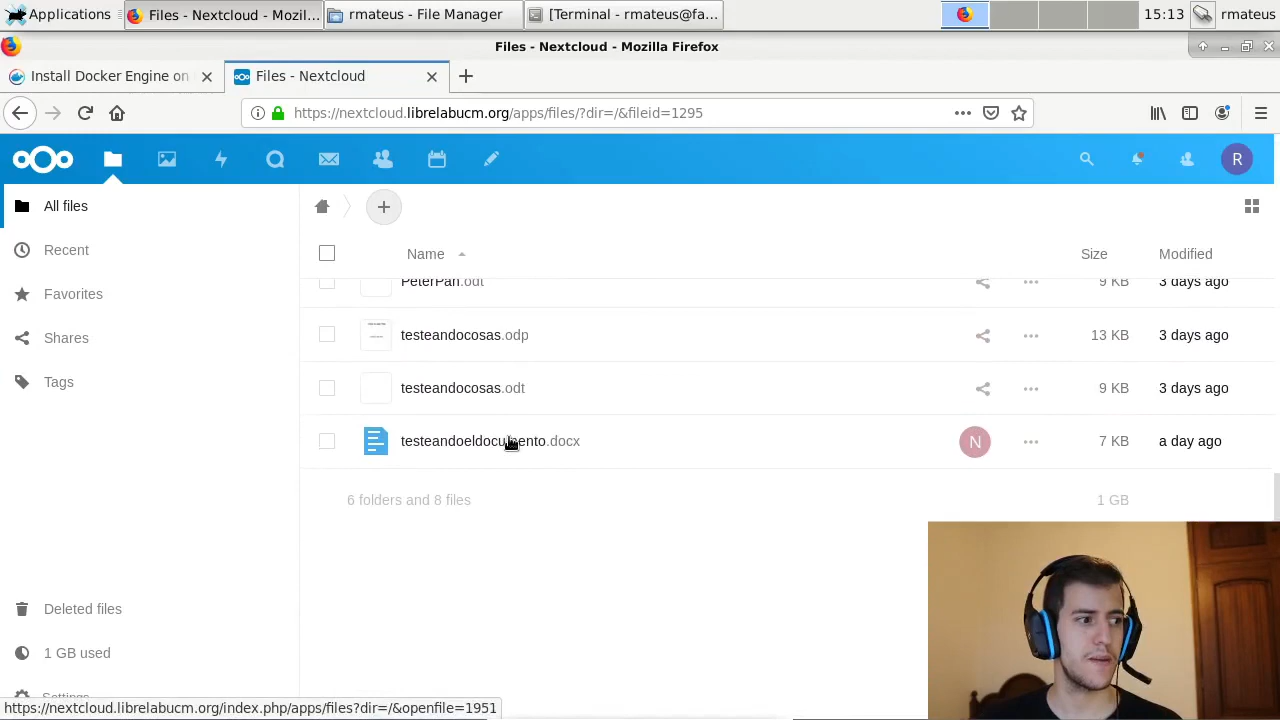 Applications
Files - Nextcloud - Mozil...
rmateus - File Manager
[Terminal - rmateus@fa...
15:13
rmateus
Files - Nextcloud - Mozilla Firefox
Install Docker Engine on
Files - Nextcloud
https://nextcloud.librelabucm.org/apps/files/?dir=/&fileid=1295
R
All files
Recent
Favorites
Shares
Tags
Deleted files
1 GB used
Settings
Name
Size
Modified
PeterPan.odt
9 KB
3 days ago
testeandocosas.odp
13 KB
3 days ago
testeandocosas.odt
9 KB
3 days ago
testeandoeldocumento.docx
N
7 KB
a day ago
6 folders and 8 files
1 GB
https://nextcloud.librelabucm.org/index.php/apps/files?dir=/&openfile=1951